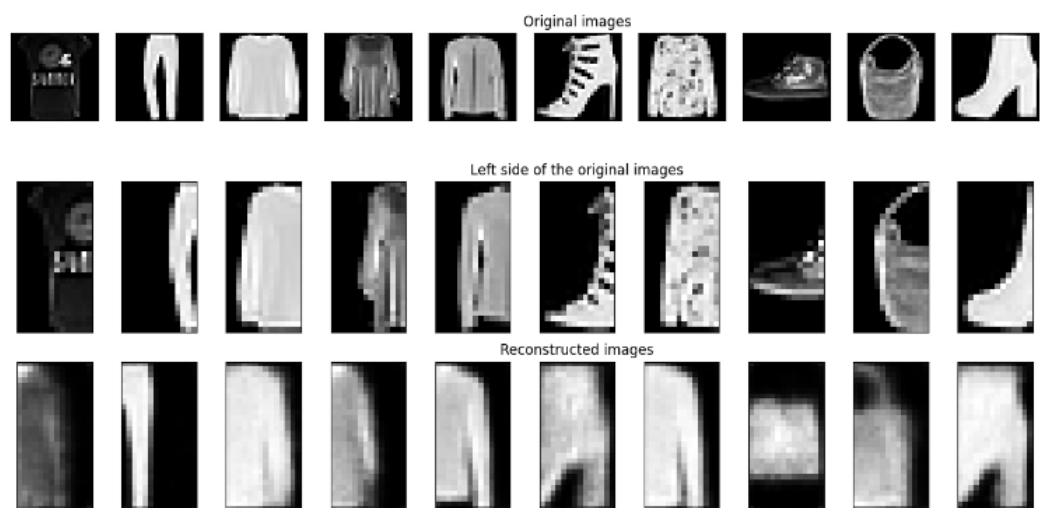 Original images
Left side of the original images
Reconstructed images